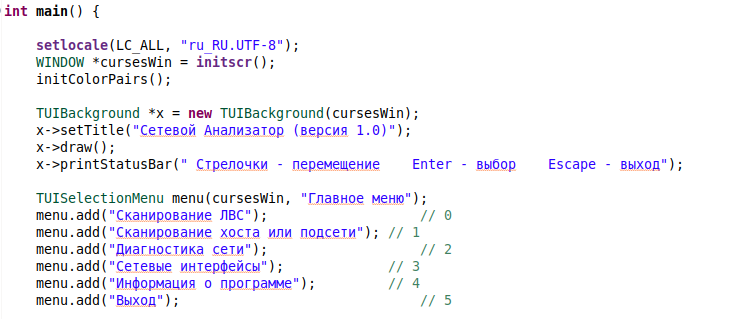 int main() {
setlocale(LC_ALL, "ru_RU.UTF-8");
WINDOW *cursesWin = initscr();
initColorPairs();
TUIBackground *x = new TUIBackground(cursesWin);
x->setTitle("Сетевой Анализатор (версия 1.0)");
x->draw();
x->printStatusBar(" Стрелочки - перемещение    Enter - выбор    Escape - выход");
TUISelectionMenu menu(cursesWin, "Главное меню");
menu.add("Сканирование ЛВС"); // 0
menu.add("Сканирование хоста или подсети"); // 1
menu.add("Диагностика сети"); // 2
menu.add("Сетевые интерфейсы"); // 3
menu.add("Информация о программе"); // 4
menu.add("Выход"); // 5